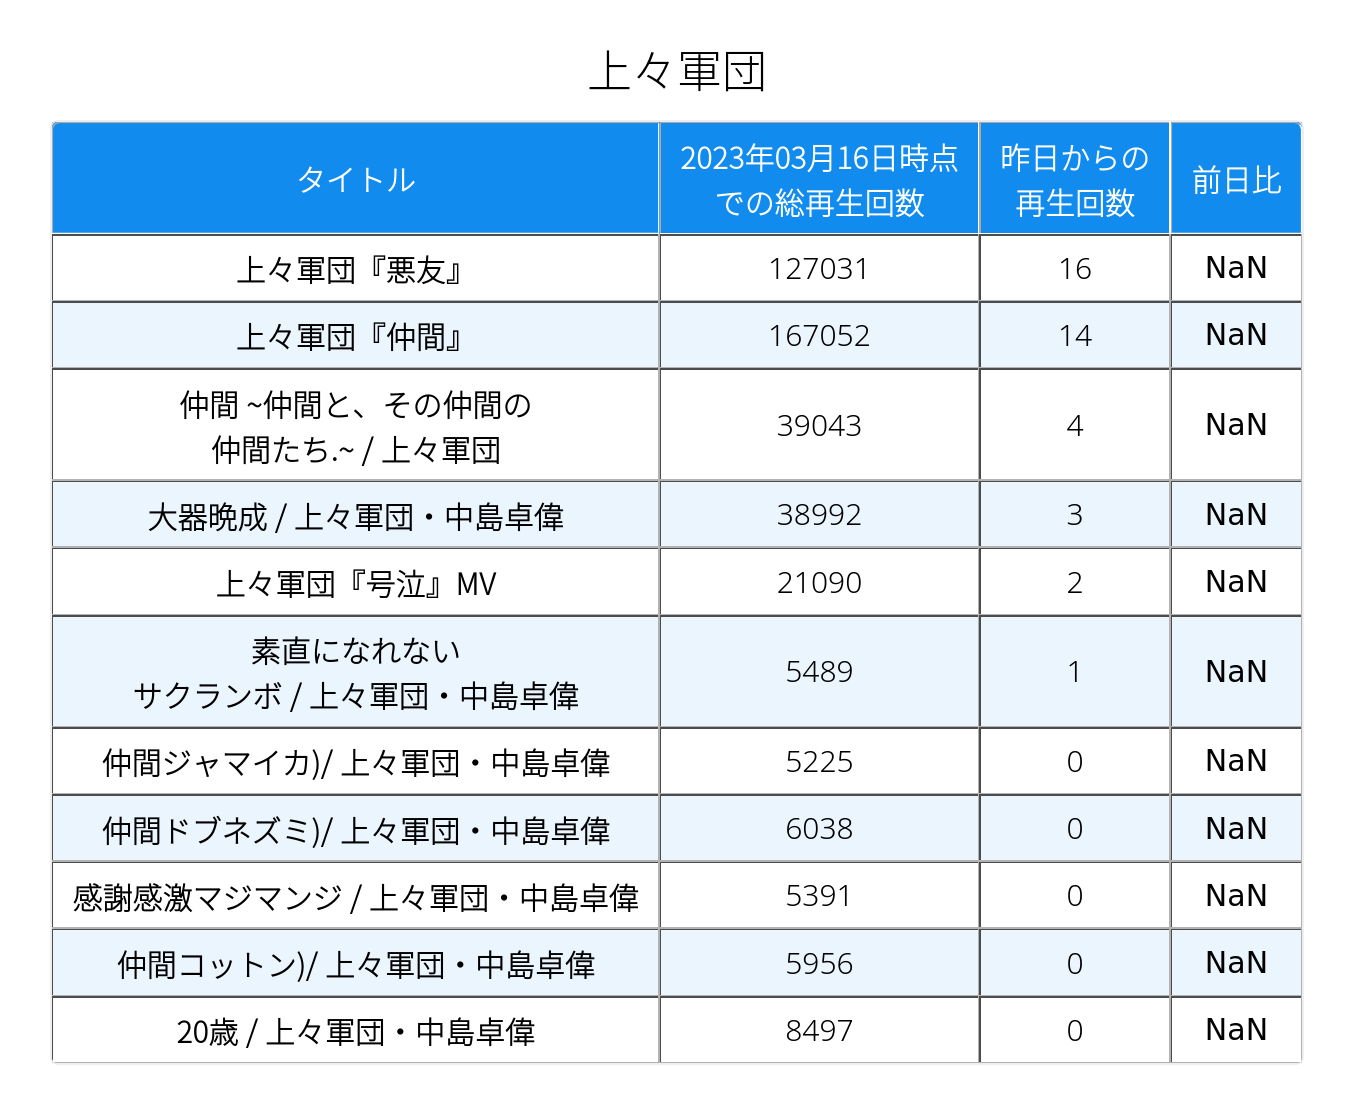 上々軍団
タイトル
2023年03月16日時点
での総再生回数
昨日からの
再生回数
前日比
上々軍団『悪友』
127031
16
NaN
上々軍団『仲間』
167052
14
NaN
仲間 ~仲間と、その仲間の
仲間たち.~ / 上々軍団
39043
4
NaN
大器晩成 / 上々軍団・中島卓偉
38992
3
NaN
上々軍団『号泣』MV
21090
2
NaN
素直になれない
サクランボ / 上々軍団・中島卓偉
5489
1
NaN
仲間ジャマイカ)/ 上々軍団・中島卓偉
5225
0
NaN
仲間ドブネズミ)/ 上々軍団・中島卓偉
6038
0
NaN
感謝感激マジマンジ / 上々軍団・中島卓偉
5391
0
NaN
仲間コットン)/ 上々軍団・中島卓偉
5956
0
NaN
20歳 / 上々軍団・中島卓偉
8497
0
NaN